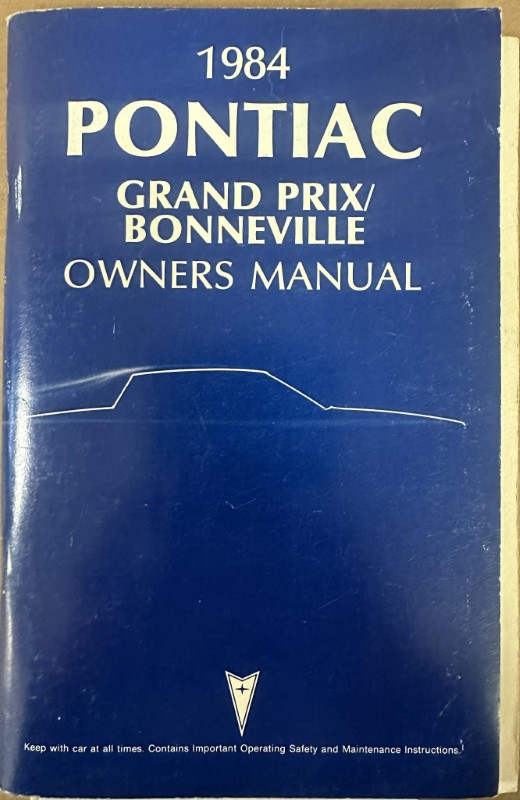 1984
PONTIAC
GRAND PRIX/
BONNEVILLE
OWNERS MANUAL
Keep with car at all times. Contains Important Operating Safety and Maintenance Instructions.